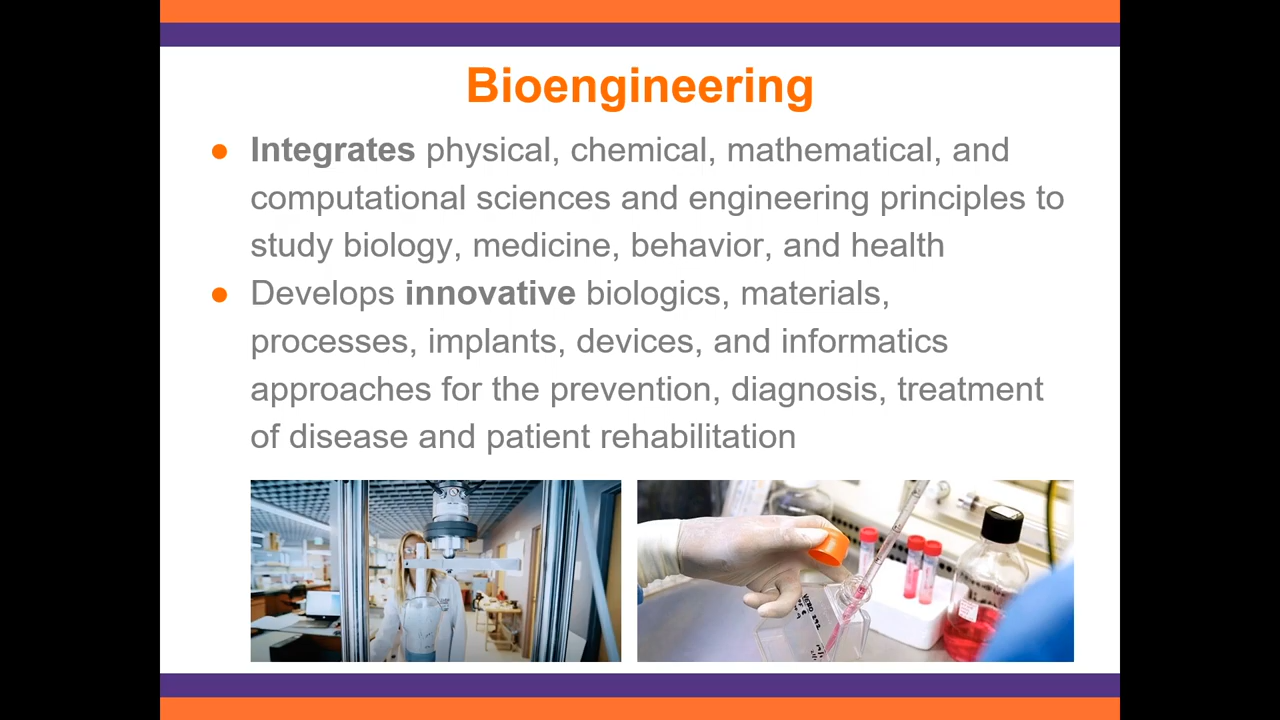 Bioengineering
● Integrates physical, chemical, mathematical, and
computational sciences and engineering principles to
study biology, medicine, behavior, and health
● Develops innovative biologics, materials,
processes, implants, devices, and informatics
approaches for the prevention, diagnosis, treatment
of disease and patient rehabilitation